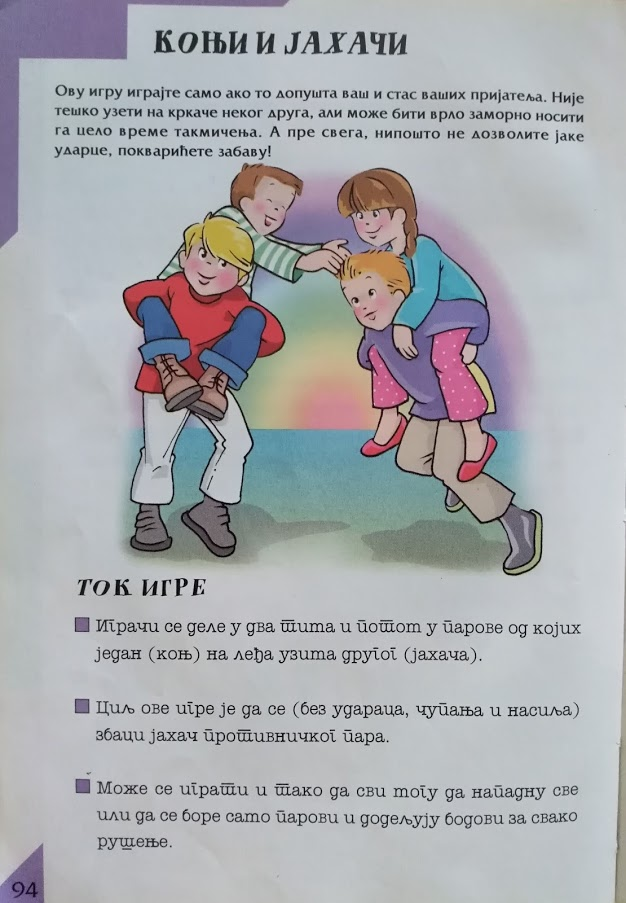 КОЊИ И ЈАХАЧИ
Ову игру играјте само ако то допушта ваш и стас ваших пријатеља. Није
тешко узети на кркаче неког друга, али може бити врло заморно носити
га цело време такмичења. А пре свега, нипошто не дозволите јаке
ударце, покварићете забаву!
ТОК ИГРЕ
Играчи се деле у два тима и потом у парове од којих
један (коњ) на леђа узима другог (јахача).
Циљ ове игре је да се (без удараца, чупања и насиља)
збаци јахач противничког пара.
Може се играти и тако да сви могу да нападну све
или да се боре само парови и додељују бодови за свако
рушење.
94